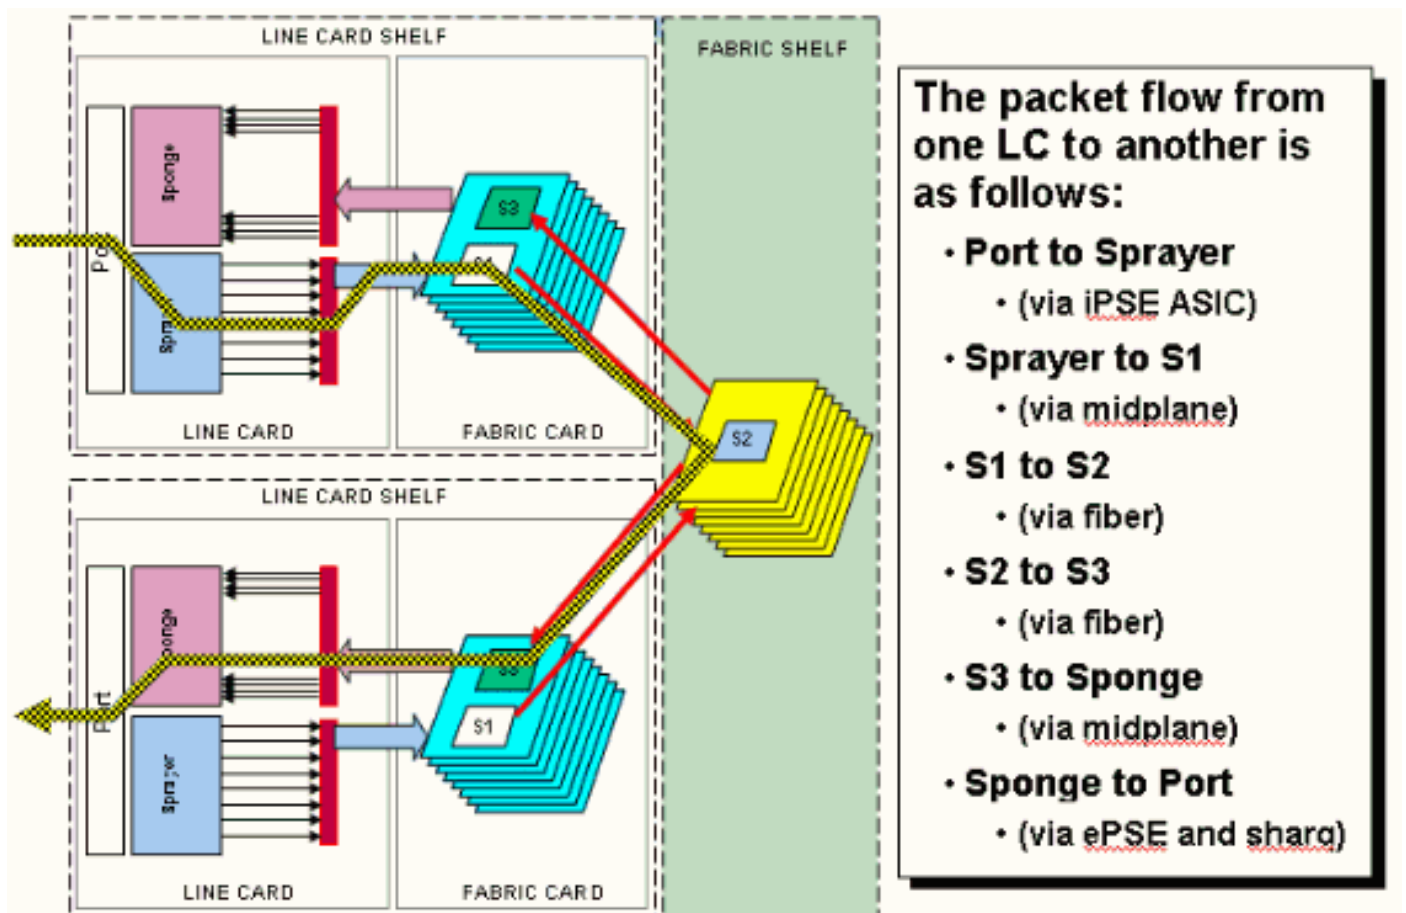 LINE CARD SHELF
FABRIC SHELF
Sponge
S3
S2
LINE CARD
FABRIC CARD
LINE CARD SHELF
S1
Sprayer
LINE CARD
FABRIC CARD
The packet flow from
one LC to another is
as follows:
• Port to Sprayer
• (via iPSE ASIC)
• Sprayer to S1
• (via midplane)
• S1 to S2
• (via fiber)
• S2 to S3
• (via fiber)
• S3 to Sponge
• (via midplane)
• Sponge to Port
• (via ePSE and sharq)